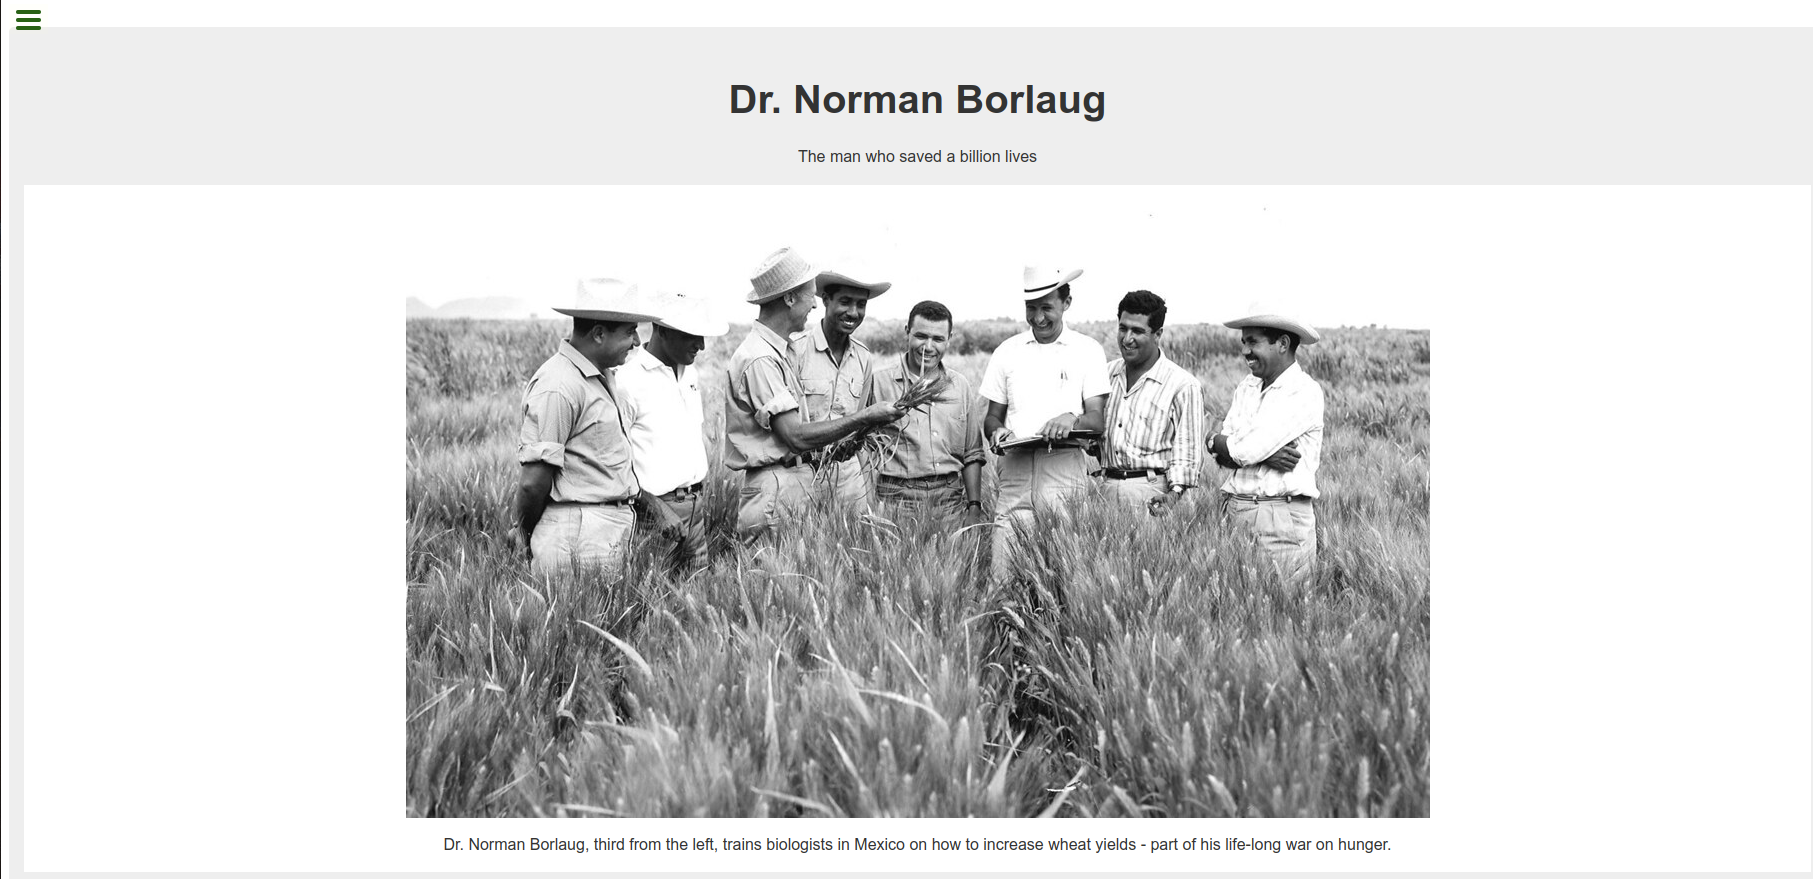 Dr. Norman Borlaug
The man who saved a billion lives
Dr. Norman Borlaug, third from the left, trains biologists in Mexico on how to increase wheat yields - part of his life-long war on hunger.